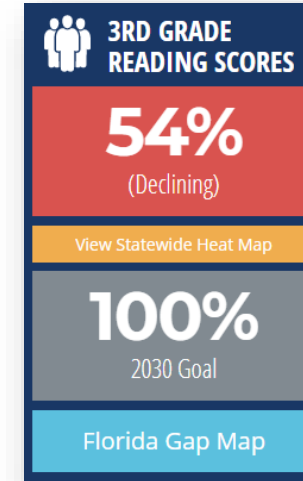 3RD GRADE
READING SCORES
54%
(Declining)
View Statewide Heat Map
100%
2030 Goal
Florida Gap Map